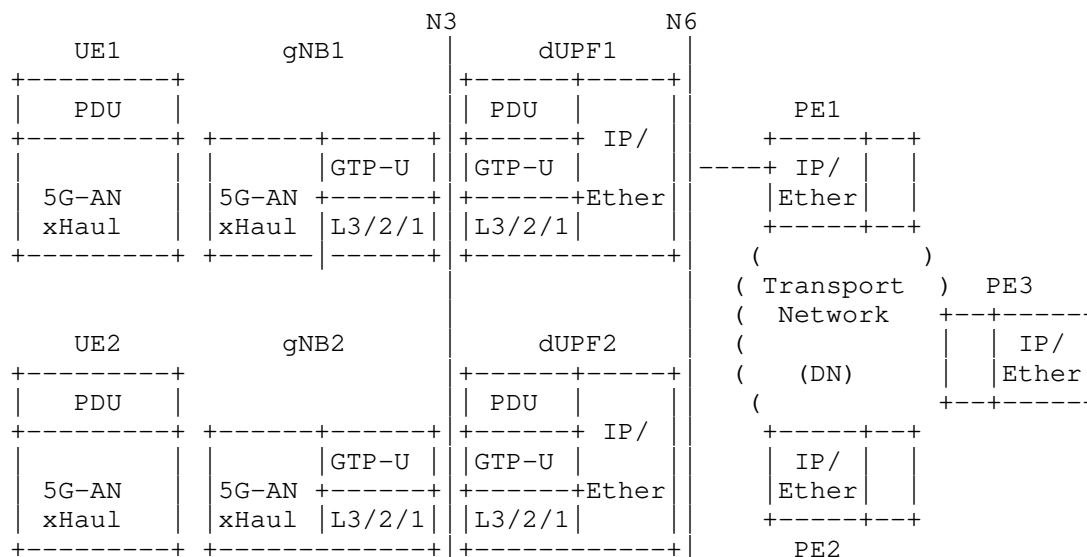 N3 N6
UE1 gNB1 dUPF1
PDU PDU PE1
IP/
GTP-U GTP-U IP/
5G-AN 5G-AN Ether Ether
xHaul xHaul L3/2/1 L3/2/1
Transport PE3
Network
UE2 gNB2 dUPF2 IP/
(DN) Ether
PDU PDU
IP/
GTP-U GTP-U IP/
5G-AN 5G-AN Ether Ether
xHaul xHaul L3/2/1 L3/2/1
PE2